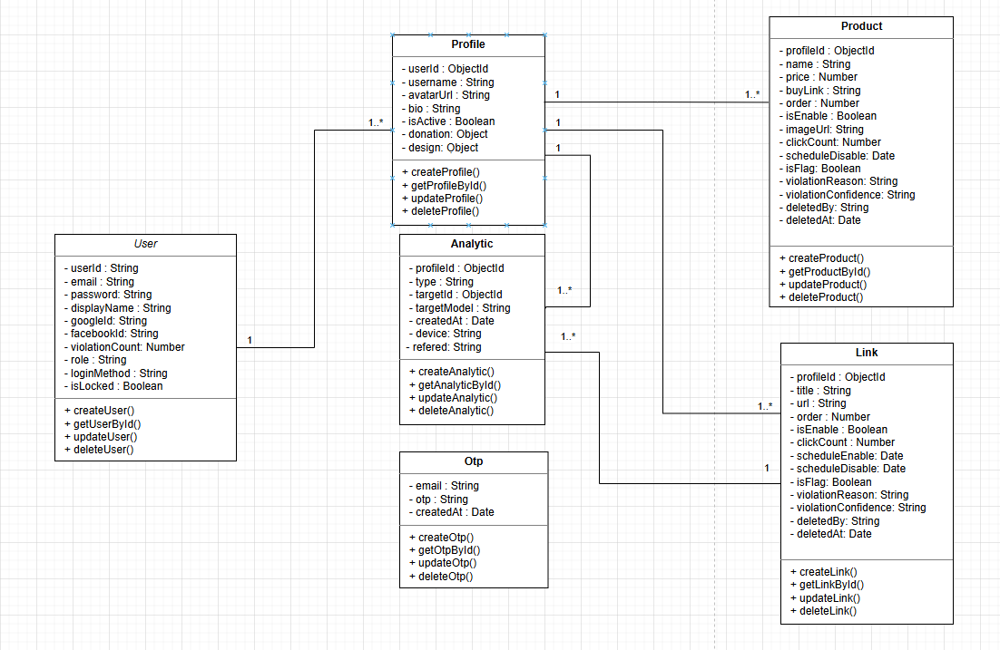 Profile
- userId : ObjectId
- username : String
- avatarUrl : String
- bio : String
- isActive : Boolean
- donation: Object
- design: Object
+ createProfile()
+ getProfileById()
+ updateProfile()
+ deleteProfile()
Product
- profileId : ObjectId
- name : String
- price : Number
- buyLink : String
- order : Number
- isEnable : Boolean
- imageUrl: String
- clickCount: Number
- scheduleDisable: Date
- isFlag: Boolean
- violationReason: String
- violationConfidence: String
- deletedBy: String
- deletedAt: Date
+ createProduct()
+ getProductById()
+ updateProduct()
+ deleteProduct()
1
1..*
1
1
1..*
User
- userId : String
- email : String
- password: String
- displayName : String
- googleId: String
- facebookId: String
- violationCount: Number
- role : String
- loginMethod : String
- isLocked : Boolean
+ createUser()
+ getUserById()
+ updateUser()
+ deleteUser()
1
Analytic
- profileId : ObjectId
- type : String
- targetId : ObjectId
- targetModel : String
- createdAt : Date
- device: String
- refered: String
+ createAnalytic()
+ getAnalyticById()
+ updateAnalytic()
+ deleteAnalytic()
1..*
1..*
1..*
1
Otp
- email : String
- otp : String
- createdAt : Date
+ createOtp()
+ getOtpById()
+ updateOtp()
+ deleteOtp()
Link
- profileId : ObjectId
- title : String
- url : String
- order : Number
- isEnable : Boolean
- clickCount : Number
- scheduleEnable: Date
- scheduleDisable: Date
- isFlag: Boolean
- violationReason: String
- violationConfidence: String
- deletedBy: String
- deletedAt: Date
+ createLink()
+ getLinkById()
+ updateLink()
+ deleteLink()